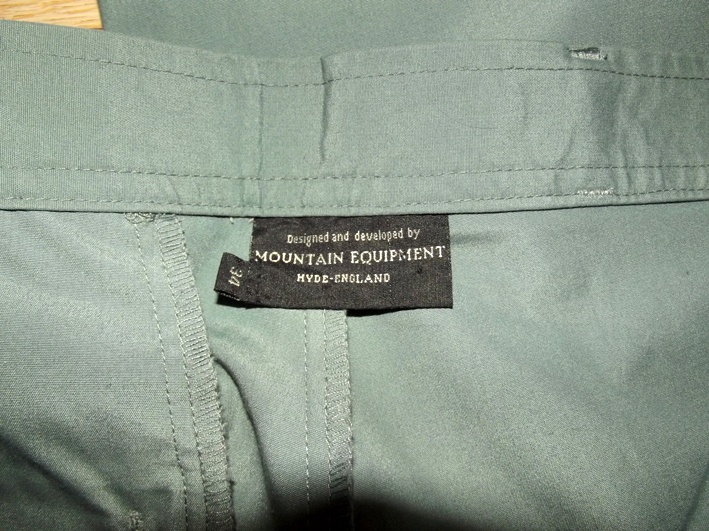 Designed and developed by
MOUNTAIN EQUIPMENT
HYDE-ENGLAND
34